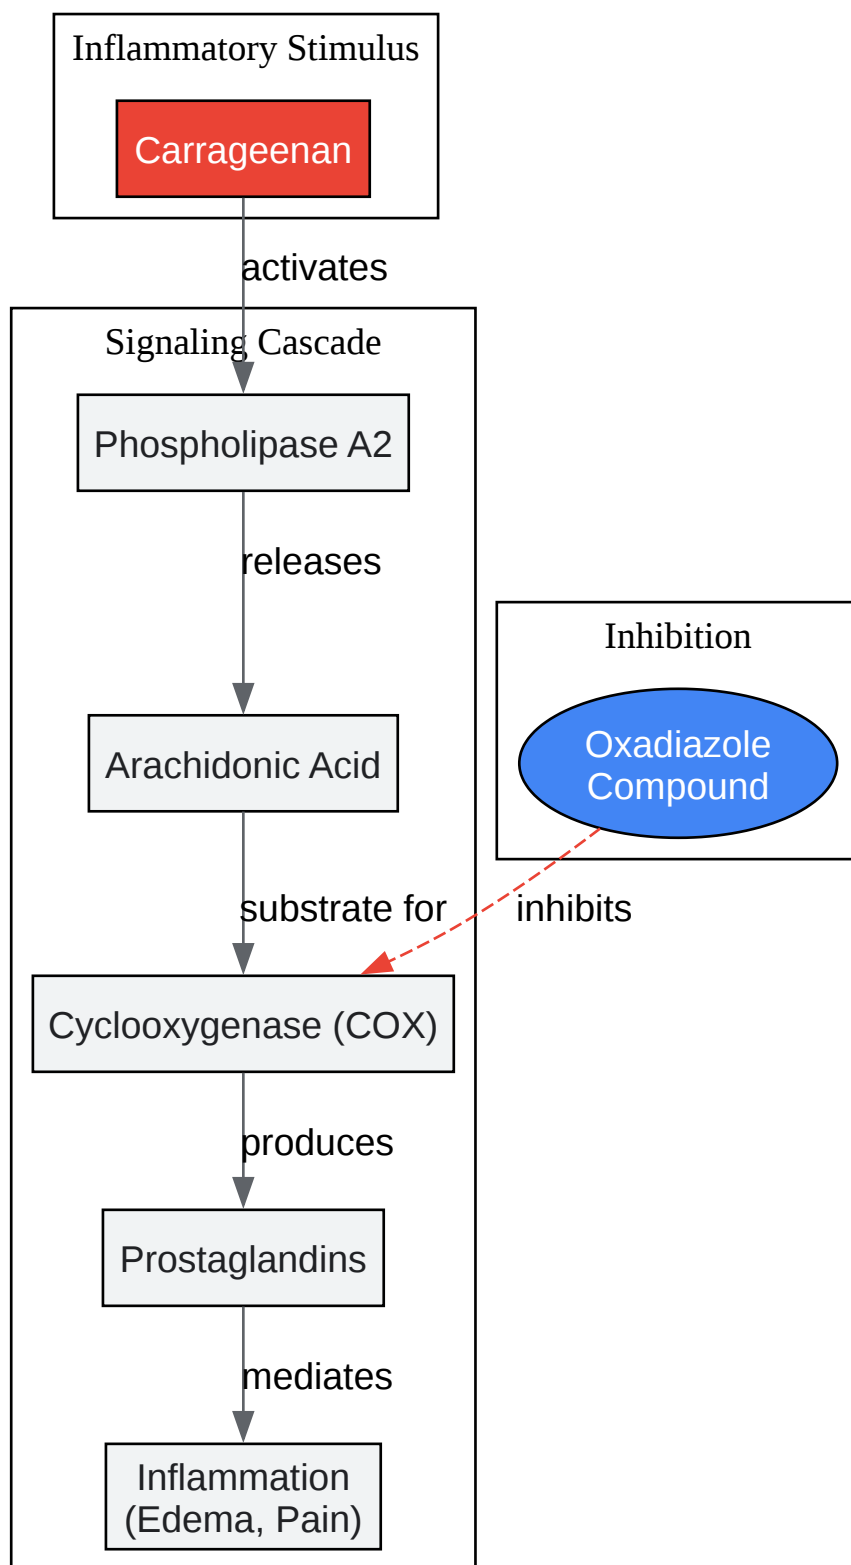 Inflammatory Stimulus
Carrageenan
activates
Signaling Cascade
Phospholipase A2
releases
Inhibition
Oxadiazole
Compound
Arachidonic Acid
substrate for
inhibits
Cyclooxygenase (COX)
produces
Prostaglandins
mediates
Inflammation
(Edema, Pain)